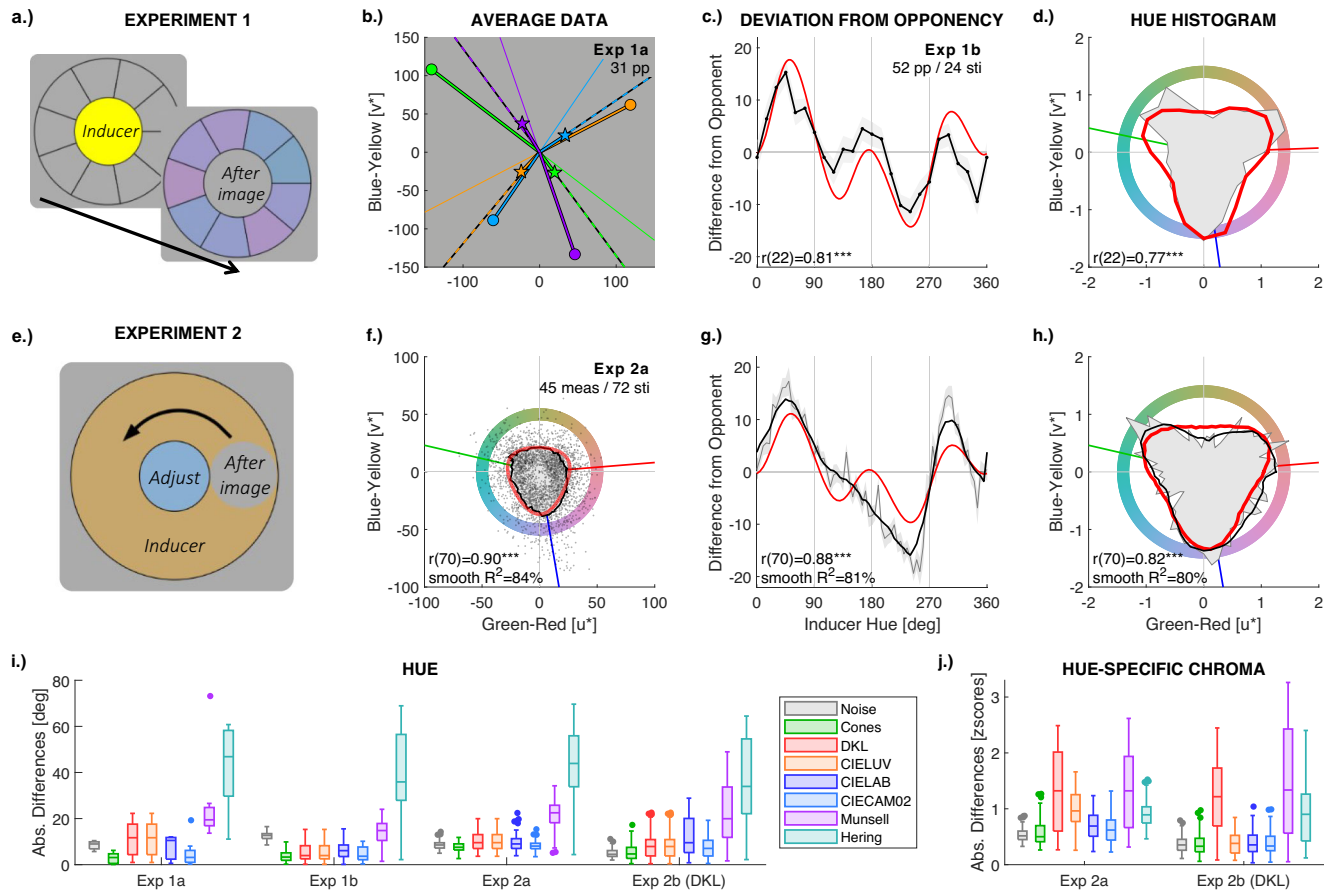 a.)
EXPERIMENT 1
Inducer
After
image
b.)
AVERAGE DATA
Exp 1a
31 pp
Blue-Yellow [v*]
150
100
50
0
-50
-100
-150
-100
0
100
c.)
DEVIATION FROM OPPONENCY
Exp 1b
52 pp / 24 sti
Difference from Opponent
20
10
0
-10
-20
r(22)=0.81***
0
90
180
270
360
d.)
HUE HISTOGRAM
Blue-Yellow [v*]
2
1
0
-1
-2
r(22)=0.77***
-2
-1
0
1
2
e.)
EXPERIMENT 2
Adjust
After
image
Inducer
f.)
Exp 2a
45 meas / 72 sti
Blue-Yellow [v*]
100
50
0
-50
-100
r(70)=0.90***
smooth R²=84%
-100
-50
0
50
100
Green-Red [u*]
g.)
Difference from Opponent
20
10
0
-10
-20
r(70)=0.88***
smooth R²=81%
0
90
180
270
360
Inducer Hue [deg]
h.)
Blue-Yellow [v*]
2
1
0
-1
-2
r(70)=0.82***
smooth R²=80%
-2
-1
0
1
2
Green-Red [u*]
i.)
HUE
Abs. Differences [deg]
80
60
40
20
0
Exp 1a
Exp 1b
Exp 2a
Exp 2b (DKL)
Noise
Cones
DKL
CIELUV
CIELAB
CIECAM02
Munsell
Hering
j.)
HUE-SPECIFIC CHROMA
Abs. Differences [zscores]
3
2
1
0
Exp 2a
Exp 2b (DKL)